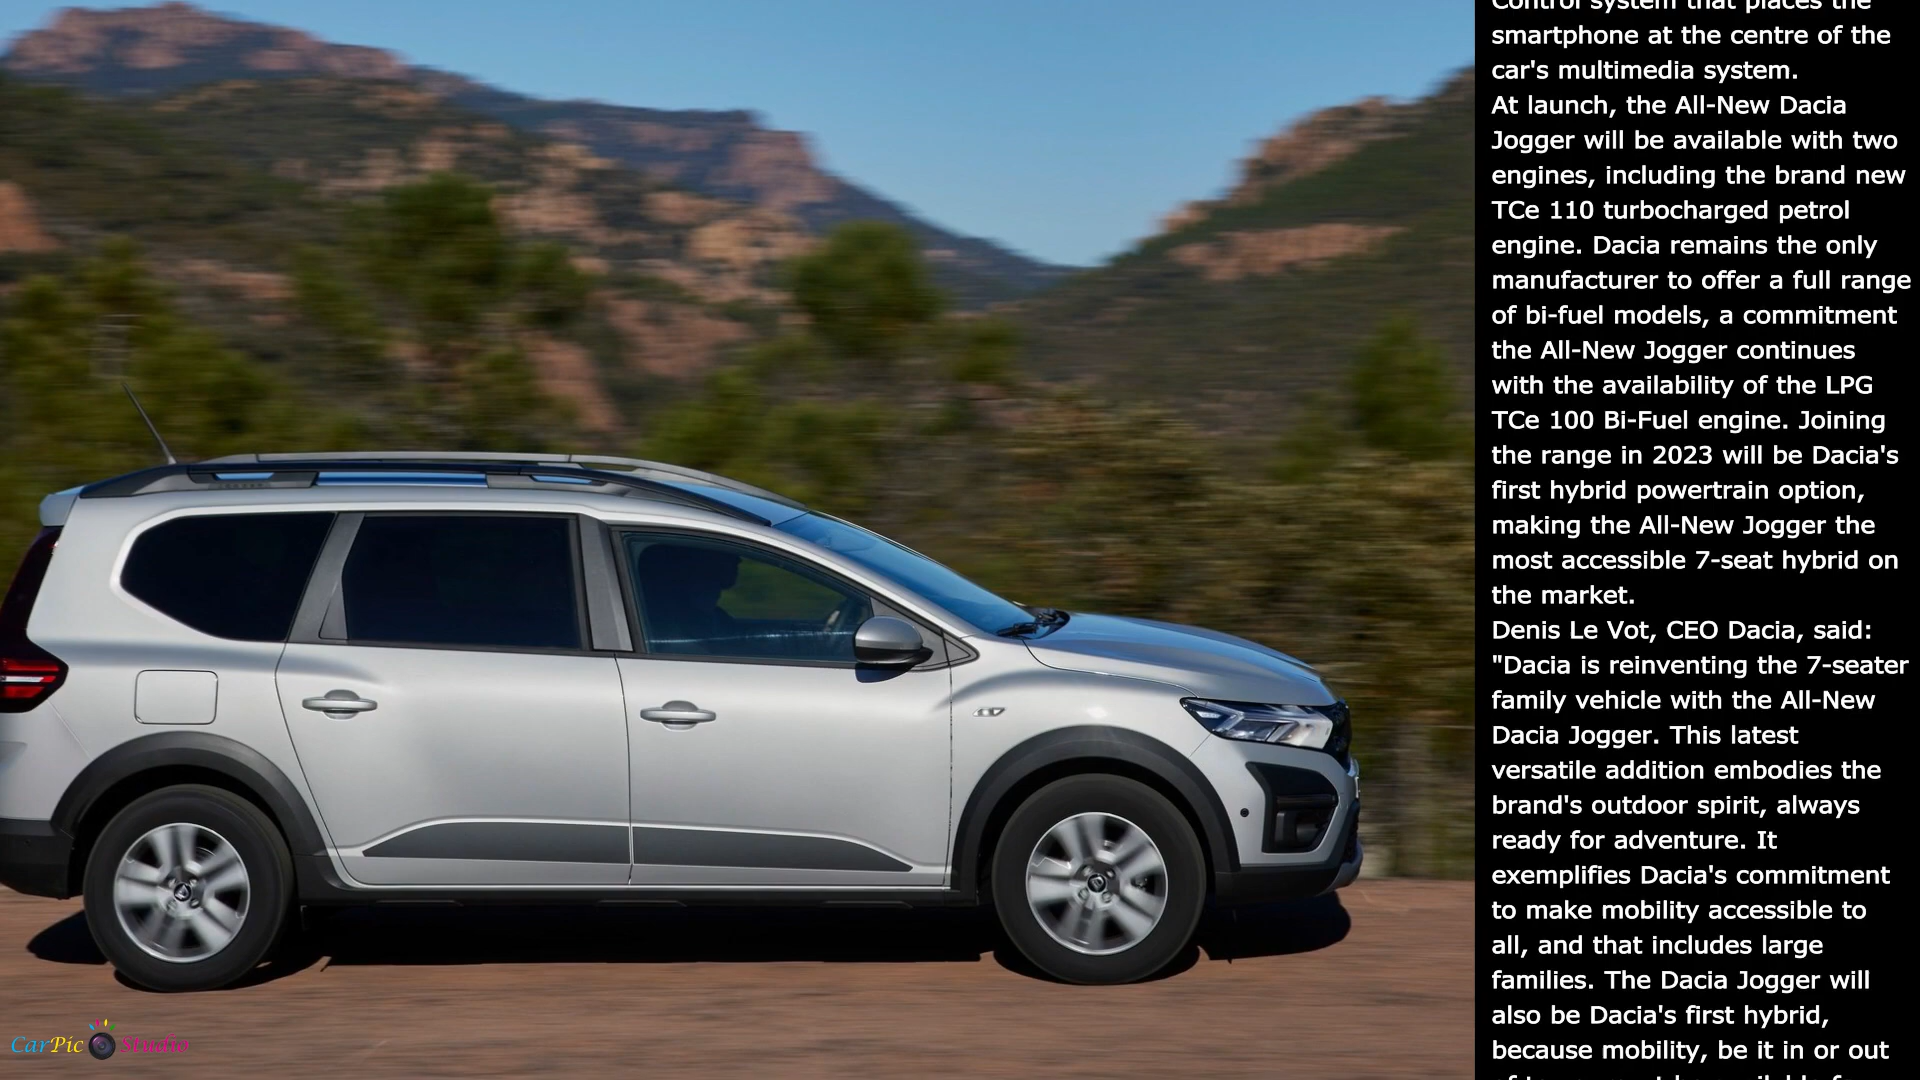 Control system that places the
smartphone at the centre of the
car's multimedia system.
At launch, the All-New Dacia
Jogger will be available with two
engines, including the brand new
TCe 110 turbocharged petrol
engine. Dacia remains the only
manufacturer to offer a full range
of bi-fuel models, a commitment
the All-New Jogger continues
with the availability of the LPG
TCe 100 Bi-Fuel engine. Joining
the range in 2023 will be Dacia's
first hybrid powertrain option,
making the All-New Jogger the
most accessible 7-seat hybrid on
the market.
Denis Le Vot, CEO Dacia, said:
"Dacia is reinventing the 7-seater
family vehicle with the All-New
Dacia Jogger. This latest
versatile addition embodies the
brand's outdoor spirit, always
ready for adventure. It
exemplifies Dacia's commitment
to make mobility accessible to
all, and that includes large
families. The Dacia Jogger will
also be Dacia's first hybrid,
because mobility, be it in or out
CarPic Studio